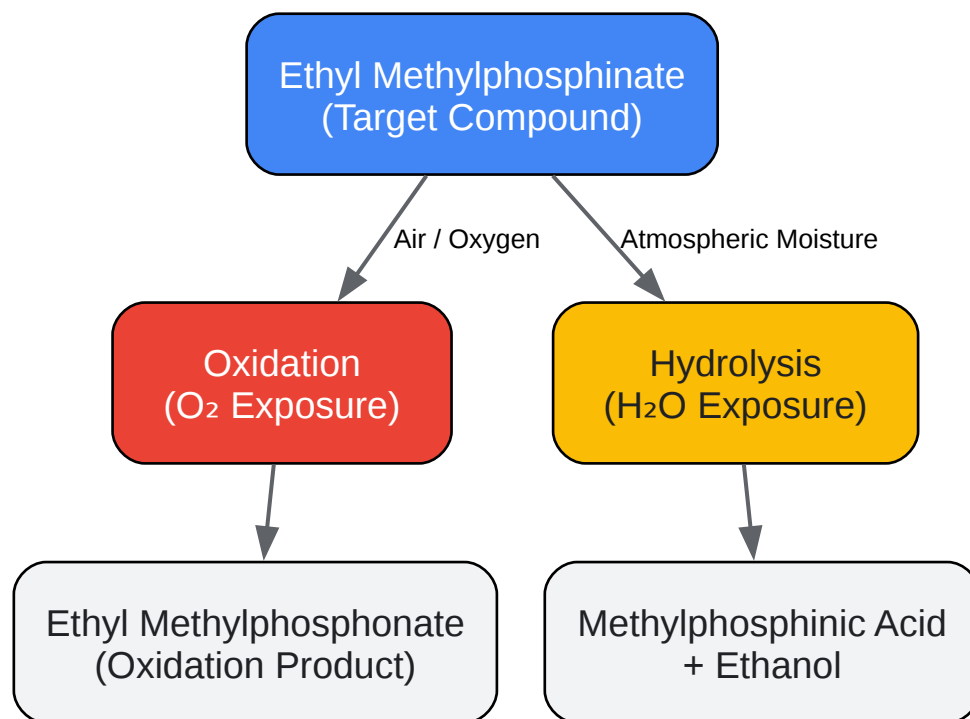 Ethyl Methylphosphinate
(Target Compound)
Air / Oxygen
Atmospheric Moisture
Oxidation
(O₂ Exposure)
Hydrolysis
(H₂O Exposure)
Ethyl Methylphosphonate
(Oxidation Product)
Methylphosphinic Acid
+ Ethanol